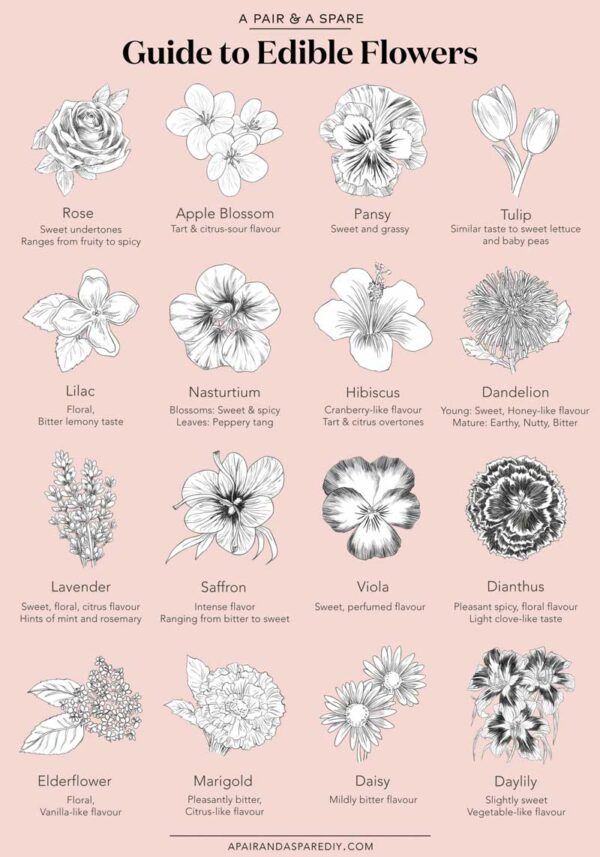 A PAIR & A SPARE
Guide to Edible Flowers
Rose
Sweet undertones
Ranges from fruity to spicy
Apple Blossom
Tart & citrus-sour flavour
Pansy
Sweet and grassy
Tulip
Similar taste to sweet lettuce
and baby peas
Lilac
Floral,
Bitter lemony taste
Nasturtium
Blossoms: Sweet & spicy
Leaves: Peppery tang
Hibiscus
Cranberry-like flavour
Tart & citrus overtones
Dandelion
Young: Sweet, Honey-like flavour
Mature: Earthy, Nutty, Bitter
Lavender
Sweet, floral, citrus flavour
Hints of mint and rosemary
Saffron
Intense flavor
Ranging from bitter to sweet
Viola
Sweet, perfumed flavour
Dianthus
Pleasant spicy, floral flavour
Light clove-like taste
Elderflower
Floral,
Vanilla-like flavour
Marigold
Pleasantly bitter,
Citrus-like flavour
Daisy
Mildly bitter flavour
Daylily
Slightly sweet
Vegetable-like flavour
APAIRANDASPAREDIY.COM